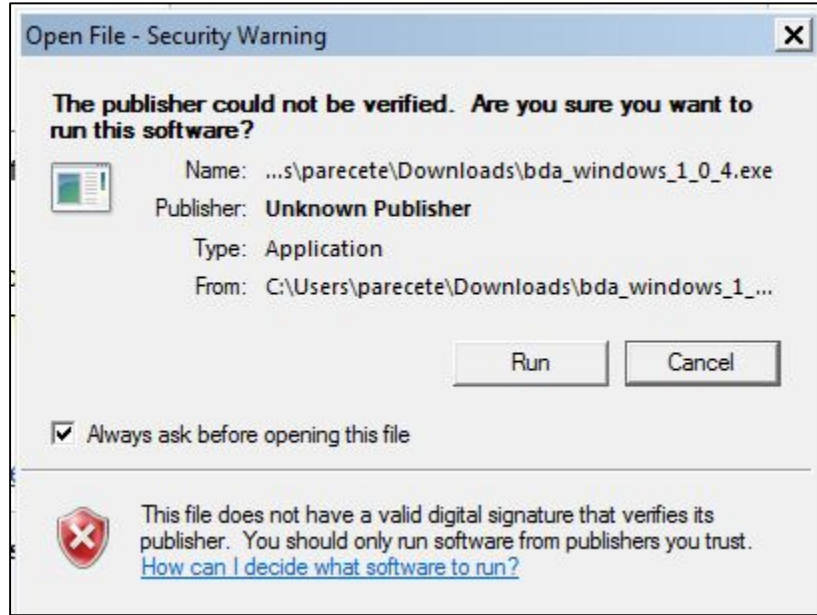 Open File - Security Warning
The publisher could not be verified. Are you sure you want to
run this software?
Name: ...s\parecete\Downloads\bda_windows_1_0_4.exe
Publisher: Unknown Publisher
Type: Application
From: C:\Users\parecete\Downloads\bda_windows_1_...
Run Cancel
Always ask before opening this file
This file does not have a valid digital signature that verifies its
publisher. You should only run software from publishers you trust.
How can I decide what software to run?